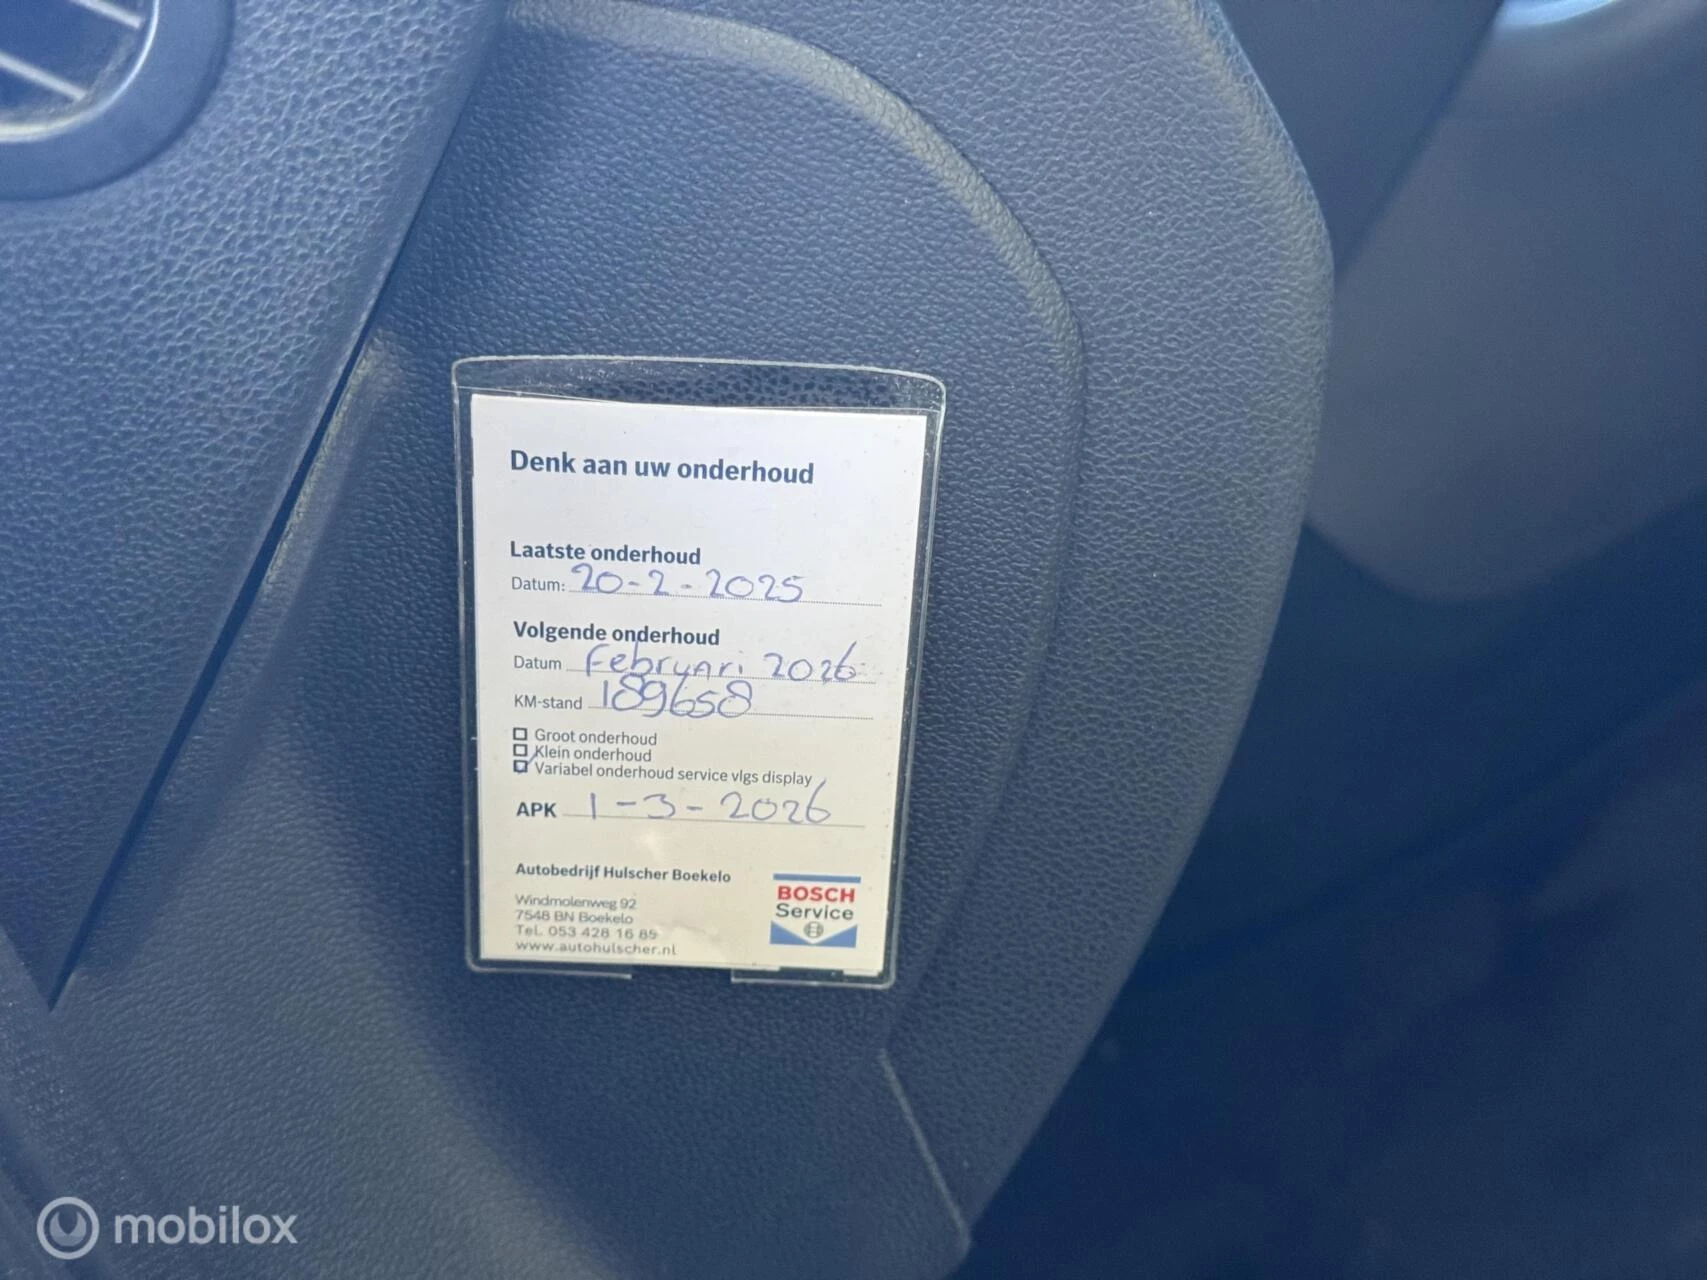 Denk aan uw onderhoud
Laatste onderhoud
Datum: 20-2-2025
Volgende onderhoud
Datum Februari 2026
KM-stand 189658
Groot onderhoud
Klein onderhoud
Variabel onderhoud service vlgs display
APK 1-3-2026
Autobedrijf Hulscher Boekelo
Windmolenweg 92
7548 BN Boekelo
Tel. 053 428 16 85
www.autohulscher.nl
BOSCH
Service
mobilox